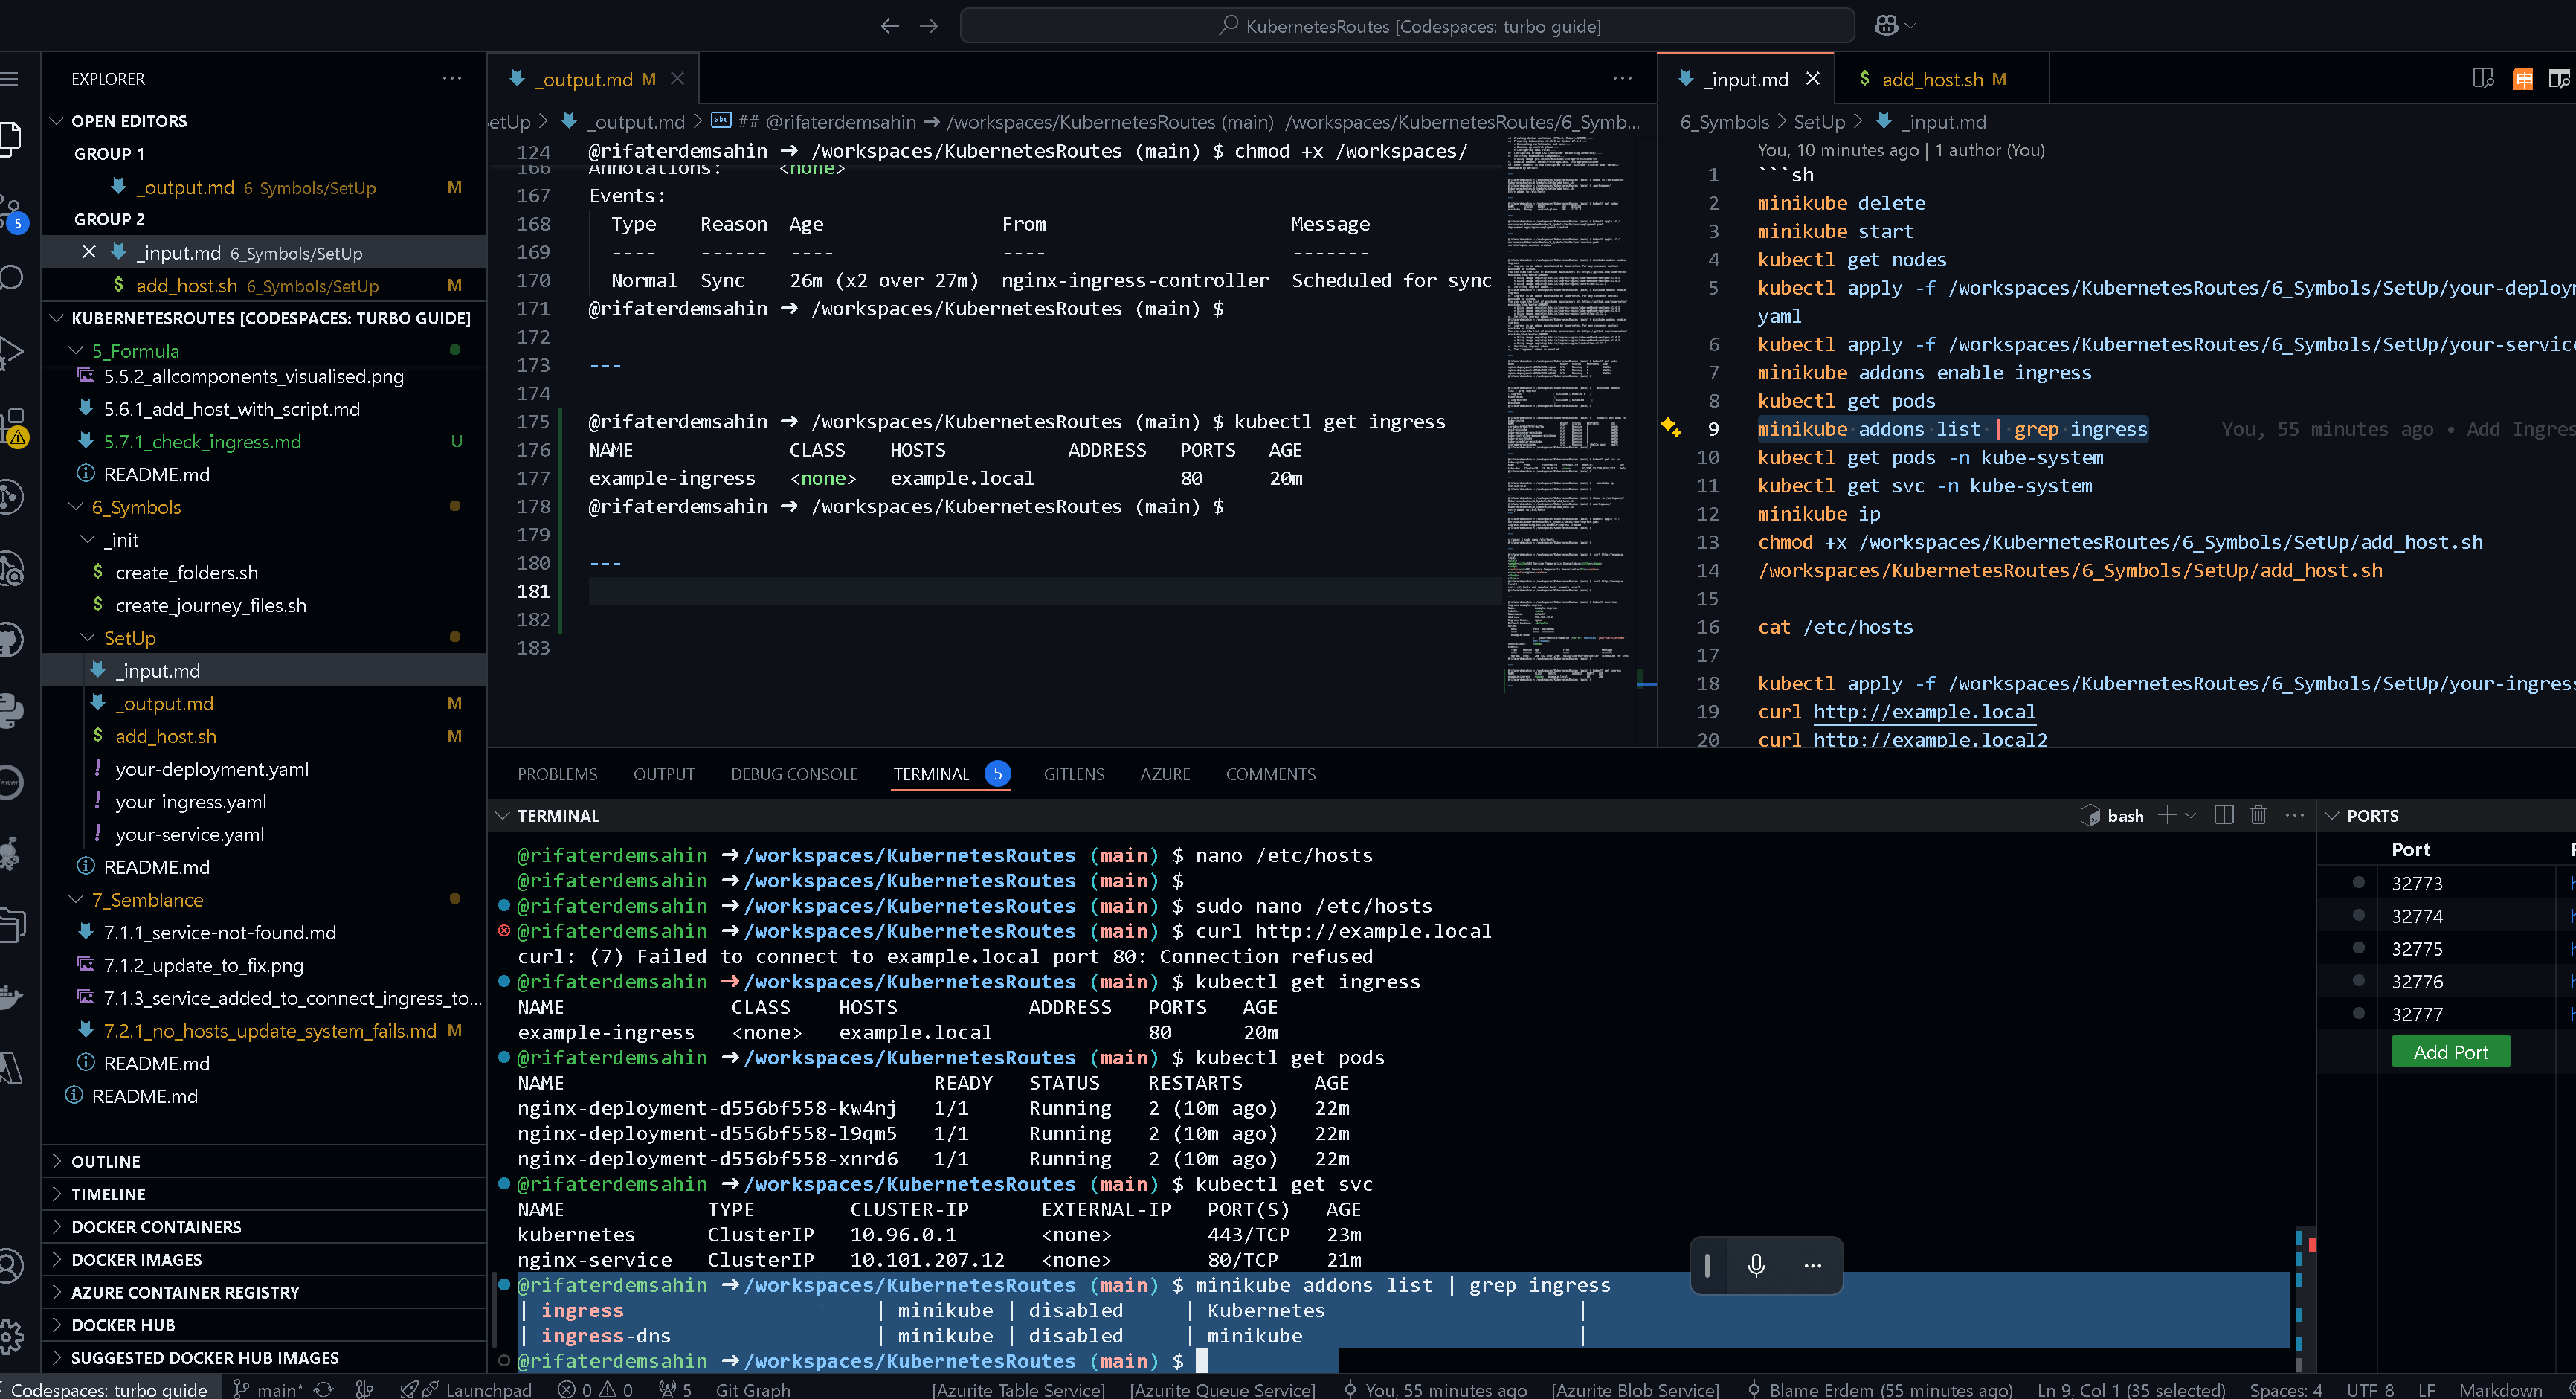 KubernetesRoutes [Codespaces: turbo guide]
EXPLORER
OPEN EDITORS
GROUP 1
_output.md 6_Symbols/SetUp M
GROUP 2
_input.md 6_Symbols/SetUp
$ add_host.sh 6_Symbols/SetUp M
KUBERNETESROUTES [CODESPACES: TURBO GUIDE]
5_Formula
5.5.2_allcomponents_visualised.png
5.6.1_add_host_with_script.md
5.7.1_check_ingress.md U
README.md
6_Symbols
_init
$ create_folders.sh
$ create_journey_files.sh
SetUp
_input.md
_output.md M
$ add_host.sh M
! your-deployment.yaml
! your-ingress.yaml
! your-service.yaml
README.md
7_Semblance
7.1.1_service-not-found.md
7.1.2_update_to_fix.png
7.1.3_service_added_to_connect_ingress_to...
7.2.1_no_hosts_update_system_fails.md M
README.md
README.md
OUTLINE
TIMELINE
DOCKER CONTAINERS
DOCKER IMAGES
AZURE CONTAINER REGISTRY
DOCKER HUB
SUGGESTED DOCKER HUB IMAGES
5
_output.md M
etUp > _output.md > ## @rifaterdemsahin → /workspaces/KubernetesRoutes (main) /workspaces/KubernetesRoutes/6_Symb...
124 @rifaterdemsahin → /workspaces/KubernetesRoutes (main) $ chmod +x /workspaces/
166 Annotations: <none>
167 Events:
168 Type Reason Age From Message
169 ---- ------ ---- ---- -------
170 Normal Sync 26m (x2 over 27m) nginx-ingress-controller Scheduled for sync
171 @rifaterdemsahin → /workspaces/KubernetesRoutes (main) $
172
173 ---
174
175 @rifaterdemsahin → /workspaces/KubernetesRoutes (main) $ kubectl get ingress
176 NAME CLASS HOSTS ADDRESS PORTS AGE
177 example-ingress <none> example.local 80 20m
178 @rifaterdemsahin → /workspaces/KubernetesRoutes (main) $
179
180 ---
181
182
183
_input.md
$ add_host.sh M
6_Symbols > SetUp > _input.md
You, 10 minutes ago | 1 author (You)
1 ```sh
2 minikube delete
3 minikube start
4 kubectl get nodes
5 kubectl apply -f /workspaces/KubernetesRoutes/6_Symbols/SetUp/your-deploy
yaml
6 kubectl apply -f /workspaces/KubernetesRoutes/6_Symbols/SetUp/your-service
7 minikube addons enable ingress
8 kubectl get pods
9 minikube addons list | grep ingress You, 55 minutes ago • Add Ingres
10 kubectl get pods -n kube-system
11 kubectl get svc -n kube-system
12 minikube ip
13 chmod +x /workspaces/KubernetesRoutes/6_Symbols/SetUp/add_host.sh
14 /workspaces/KubernetesRoutes/6_Symbols/SetUp/add_host.sh
15
16 cat /etc/hosts
17
18 kubectl apply -f /workspaces/KubernetesRoutes/6_Symbols/SetUp/your-ingress
19 curl http://example.local
20 curl http://example.local2
PROBLEMS OUTPUT DEBUG CONSOLE TERMINAL 5 GITLENS AZURE COMMENTS
TERMINAL
bash
@rifaterdemsahin →/workspaces/KubernetesRoutes (main) $ nano /etc/hosts
@rifaterdemsahin →/workspaces/KubernetesRoutes (main) $
@rifaterdemsahin →/workspaces/KubernetesRoutes (main) $ sudo nano /etc/hosts
@rifaterdemsahin →/workspaces/KubernetesRoutes (main) $ curl http://example.local
curl: (7) Failed to connect to example.local port 80: Connection refused
@rifaterdemsahin →/workspaces/KubernetesRoutes (main) $ kubectl get ingress
NAME CLASS HOSTS ADDRESS PORTS AGE
example-ingress <none> example.local 80 20m
@rifaterdemsahin →/workspaces/KubernetesRoutes (main) $ kubectl get pods
NAME READY STATUS RESTARTS AGE
nginx-deployment-d556bf558-kw4nj 1/1 Running 2 (10m ago) 22m
nginx-deployment-d556bf558-l9qm5 1/1 Running 2 (10m ago) 22m
nginx-deployment-d556bf558-xnrd6 1/1 Running 2 (10m ago) 22m
@rifaterdemsahin →/workspaces/KubernetesRoutes (main) $ kubectl get svc
NAME TYPE CLUSTER-IP EXTERNAL-IP PORT(S) AGE
kubernetes ClusterIP 10.96.0.1 <none> 443/TCP 23m
nginx-service ClusterIP 10.101.207.12 <none> 80/TCP 21m
@rifaterdemsahin →/workspaces/KubernetesRoutes (main) $ minikube addons list | grep ingress
| ingress | minikube | disabled | Kubernetes |
| ingress-dns | minikube | disabled | minikube |
@rifaterdemsahin →/workspaces/KubernetesRoutes (main) $
PORTS
Port
32773
32774
32775
32776
32777
Add Port
Codespaces: turbo guide main* Launchpad 0 0 5 Git Graph [Azurite Table Service] [Azurite Queue Service] You, 55 minutes ago [Azurite Blob Service] Blame Erdem (55 minutes ago) Ln 9, Col 1 (35 selected) Spaces: 4 UTF-8 LF Markdown